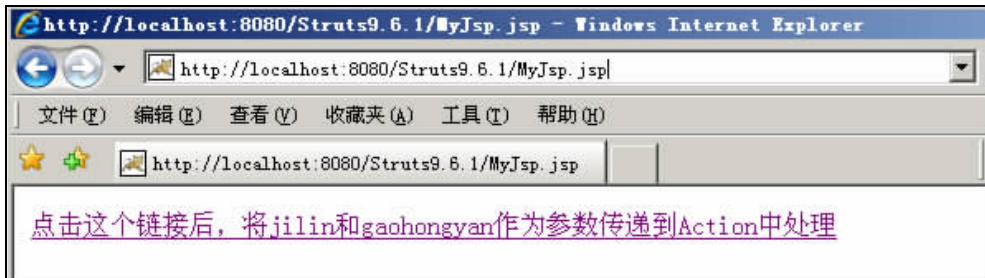 http://localhost:8080/Struts9.6.1/MyJsp.jsp - Windows Internet Explorer
http://localhost:8080/Struts9.6.1/MyJsp.jsp
文件(F) 编辑(E) 查看(V) 收藏夹(A) 工具(T) 帮助(H)
http://localhost:8080/Struts9.6.1/MyJsp.jsp
点击这个链接后，将jilin和gaohongyan作为参数传递到Action中处理